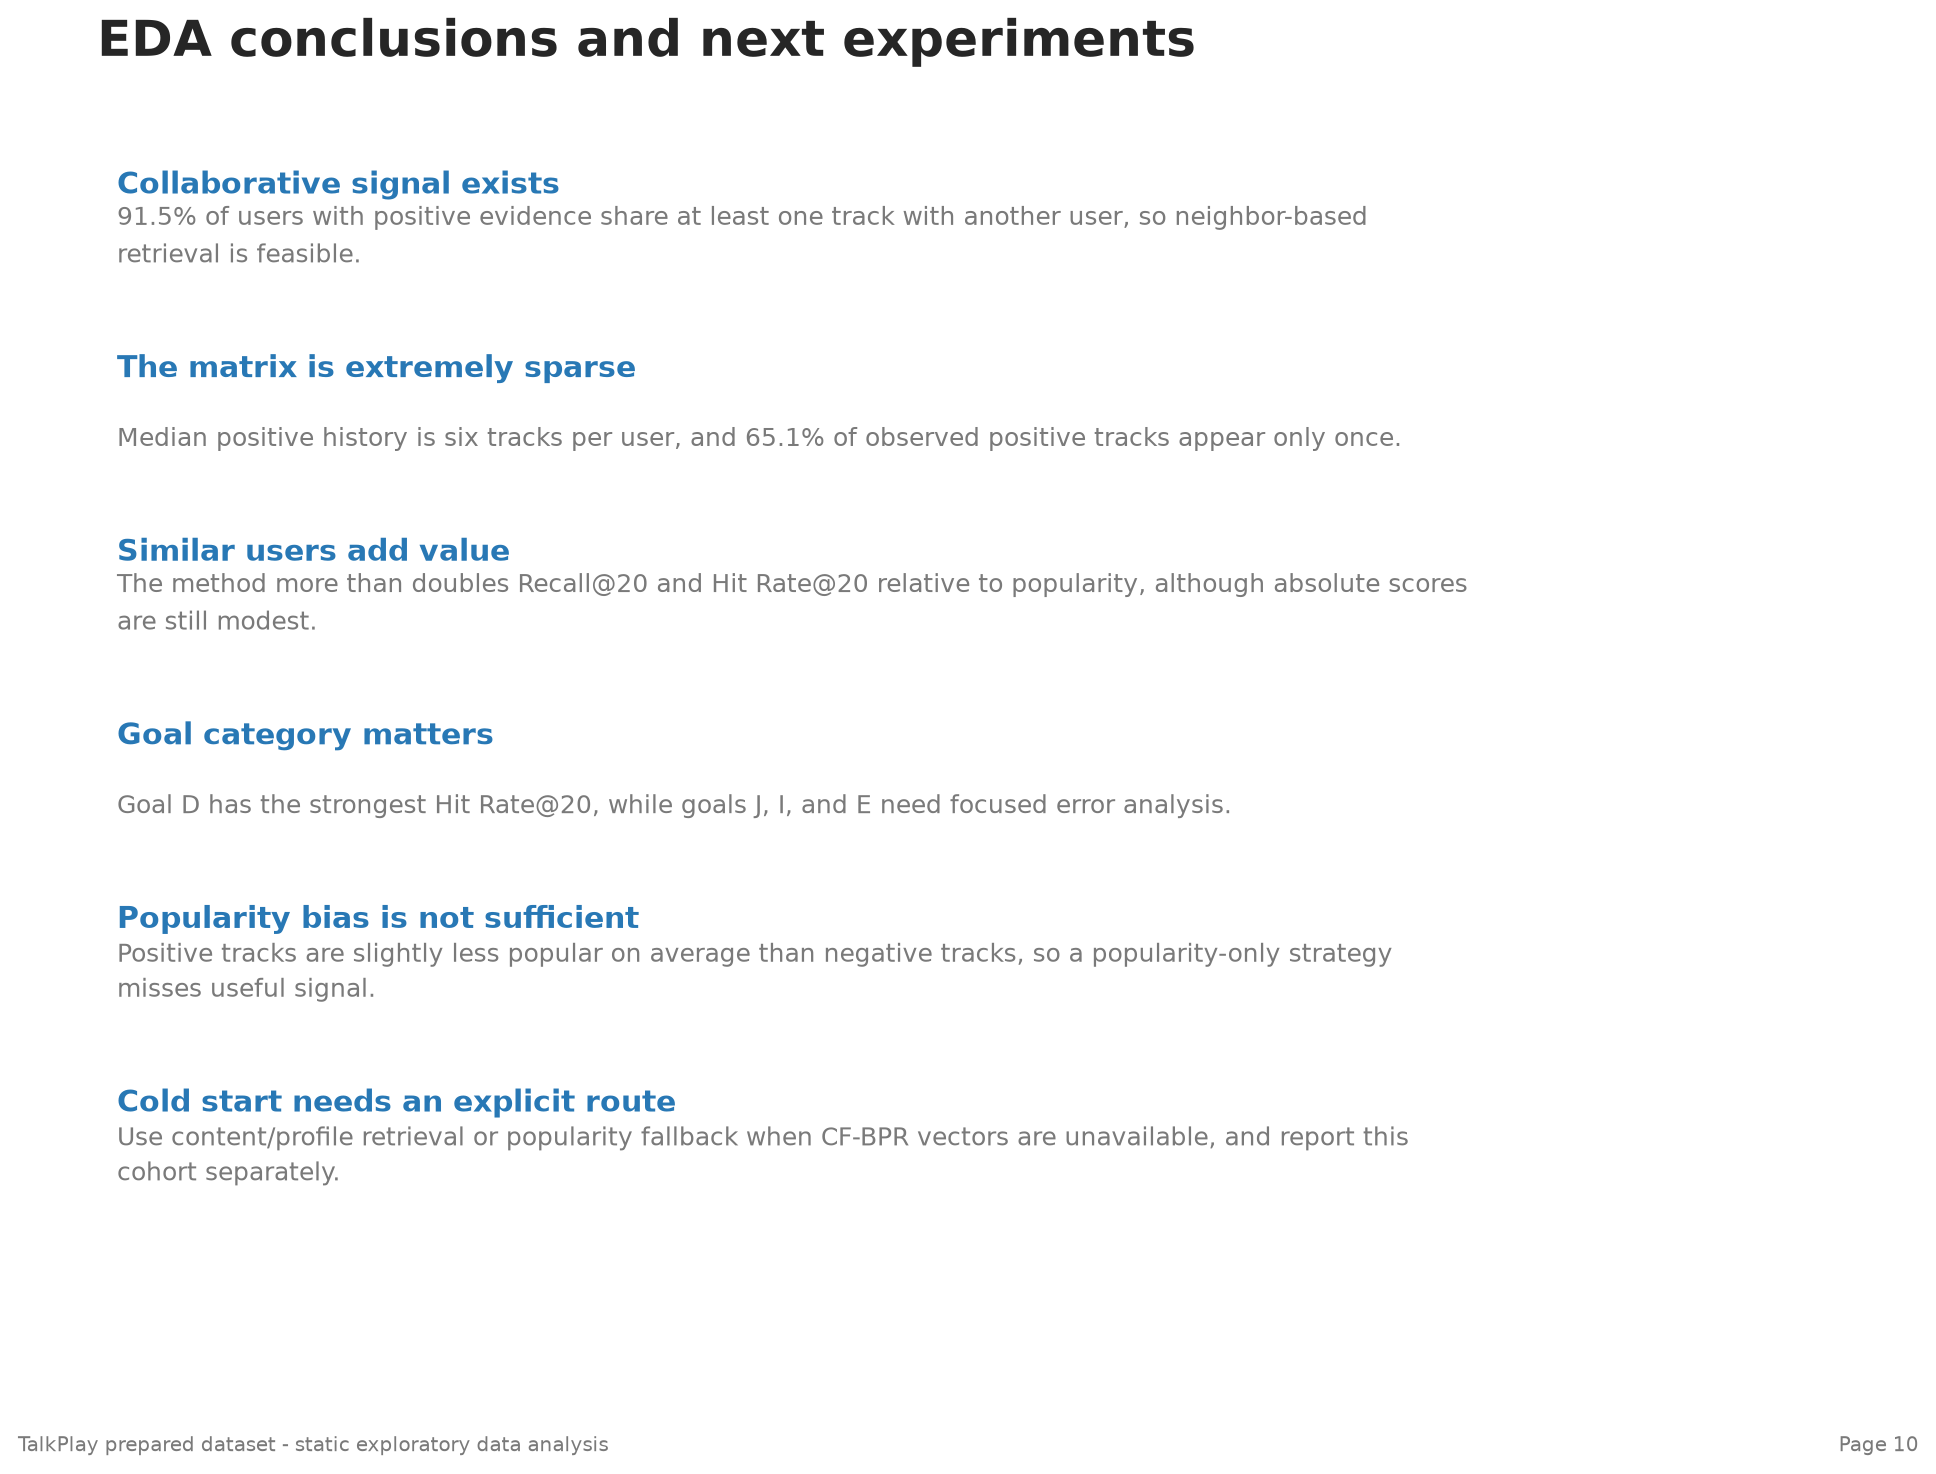 EDA conclusions and next experiments
Collaborative signal exists
91.5% of users with positive evidence share at least one track with another user, so neighbor-based
retrieval is feasible.
The matrix is extremely sparse
Median positive history is six tracks per user, and 65.1% of observed positive tracks appear only once.
Similar users add value
The method more than doubles Recall@20 and Hit Rate@20 relative to popularity, although absolute scores
are still modest.
Goal category matters
Goal D has the strongest Hit Rate@20, while goals J, I, and E need focused error analysis.
Popularity bias is not sufficient
Positive tracks are slightly less popular on average than negative tracks, so a popularity-only strategy
misses useful signal.
Cold start needs an explicit route
Use content/profile retrieval or popularity fallback when CF-BPR vectors are unavailable, and report this
cohort separately.
TalkPlay prepared dataset - static exploratory data analysis
Page 10